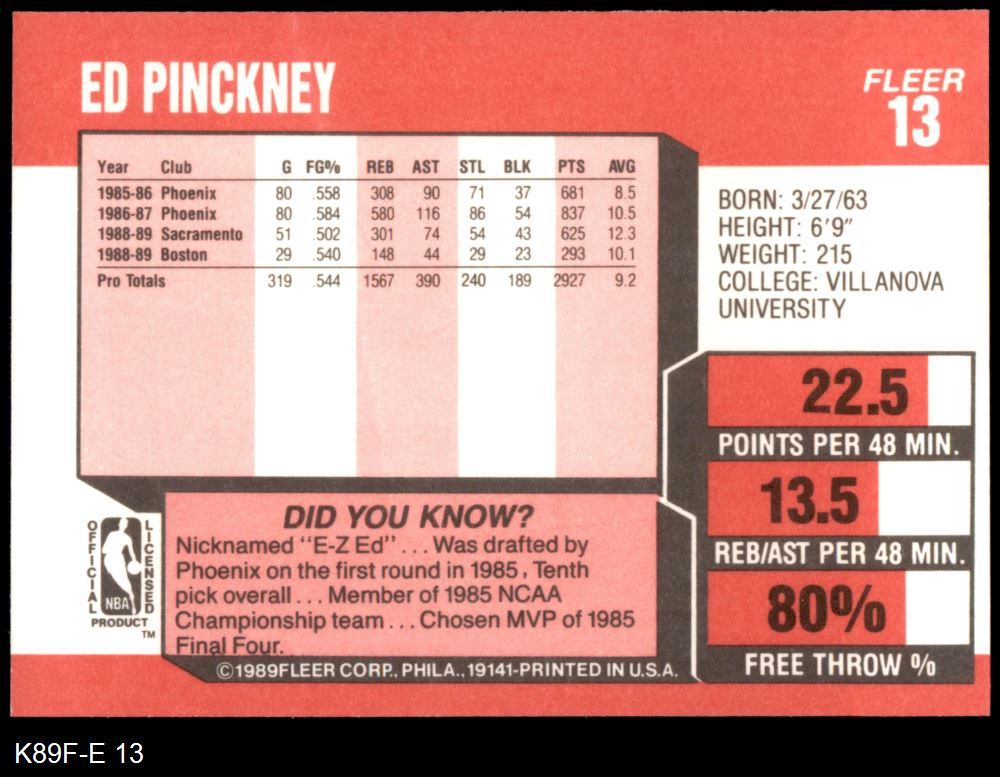 ED PINCKNEY
FLEER
13
Year Club G FG% REB AST STL BLK PTS AVG
1985-86 Phoenix 80 .558 308 90 71 37 681 8.5
1986-87 Phoenix 80 .584 580 116 86 54 837 10.5
1988-89 Sacramento 51 .502 301 74 54 43 625 12.3
1988-89 Boston 29 .540 148 44 29 23 293 10.1
Pro Totals 319 .544 1567 390 240 189 2927 9.2
BORN: 3/27/63
HEIGHT: 6'9"
WEIGHT: 215
COLLEGE: VILLANOVA
UNIVERSITY
22.5
POINTS PER 48 MIN.
13.5
REB/AST PER 48 MIN.
80%
FREE THROW %
OFFICIAL LICENSED
NBA
PRODUCT
TM
DID YOU KNOW?
Nicknamed "E-Z Ed" . . . Was drafted by
Phoenix on the first round in 1985, Tenth
pick overall . . . Member of 1985 NCAA
Championship team . . . Chosen MVP of 1985
Final Four.
©1989FLEER CORP., PHILA., 19141-PRINTED IN U.S.A.
K89F-E 13